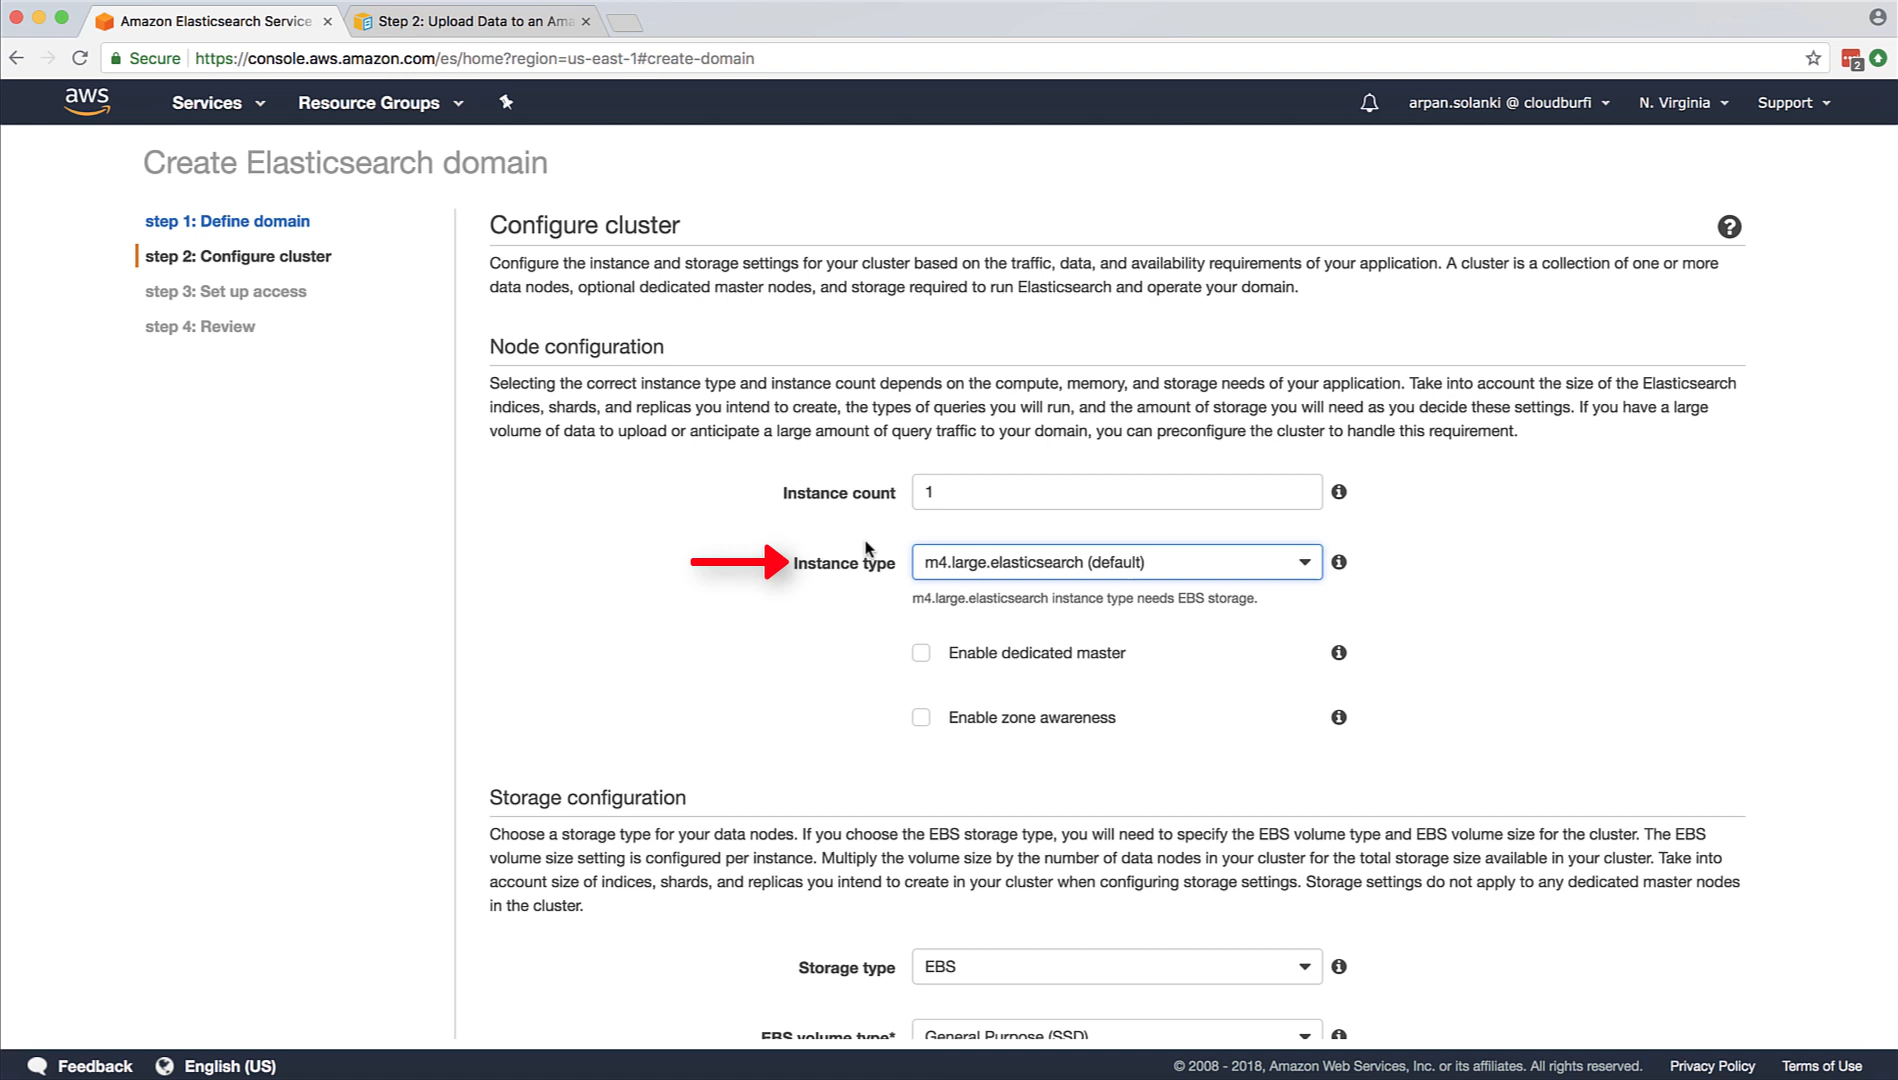 Amazon Elasticsearch Service
Step 2: Upload Data to an Ama
Secure
https://console.aws.amazon.com/es/home?region=us-east-1#create-domain
2
aws
Services
Resource Groups
arpan.solanki @ cloudburfi
N. Virginia
Support
Create Elasticsearch domain
step 1: Define domain
step 2: Configure cluster
step 3: Set up access
step 4: Review
Configure cluster
?
Configure the instance and storage settings for your cluster based on the traffic, data, and availability requirements of your application. A cluster is a collection of one or more
data nodes, optional dedicated master nodes, and storage required to run Elasticsearch and operate your domain.
Node configuration
Selecting the correct instance type and instance count depends on the compute, memory, and storage needs of your application. Take into account the size of the Elasticsearch
indices, shards, and replicas you intend to create, the types of queries you will run, and the amount of storage you will need as you decide these settings. If you have a large
volume of data to upload or anticipate a large amount of query traffic to your domain, you can preconfigure the cluster to handle this requirement.
Instance count
1
Instance type
m4.large.elasticsearch (default)
m4.large.elasticsearch instance type needs EBS storage.
Enable dedicated master
Enable zone awareness
Storage configuration
Choose a storage type for your data nodes. If you choose the EBS storage type, you will need to specify the EBS volume type and EBS volume size for the cluster. The EBS
volume size setting is configured per instance. Multiply the volume size by the number of data nodes in your cluster for the total storage size available in your cluster. Take into
account size of indices, shards, and replicas you intend to create in your cluster when configuring storage settings. Storage settings do not apply to any dedicated master nodes
in the cluster.
Storage type
EBS
EBS volume type*
General Purpose (SSD)
Feedback
English (US)
© 2008 - 2018, Amazon Web Services, Inc. or its affiliates. All rights reserved.
Privacy Policy
Terms of Use